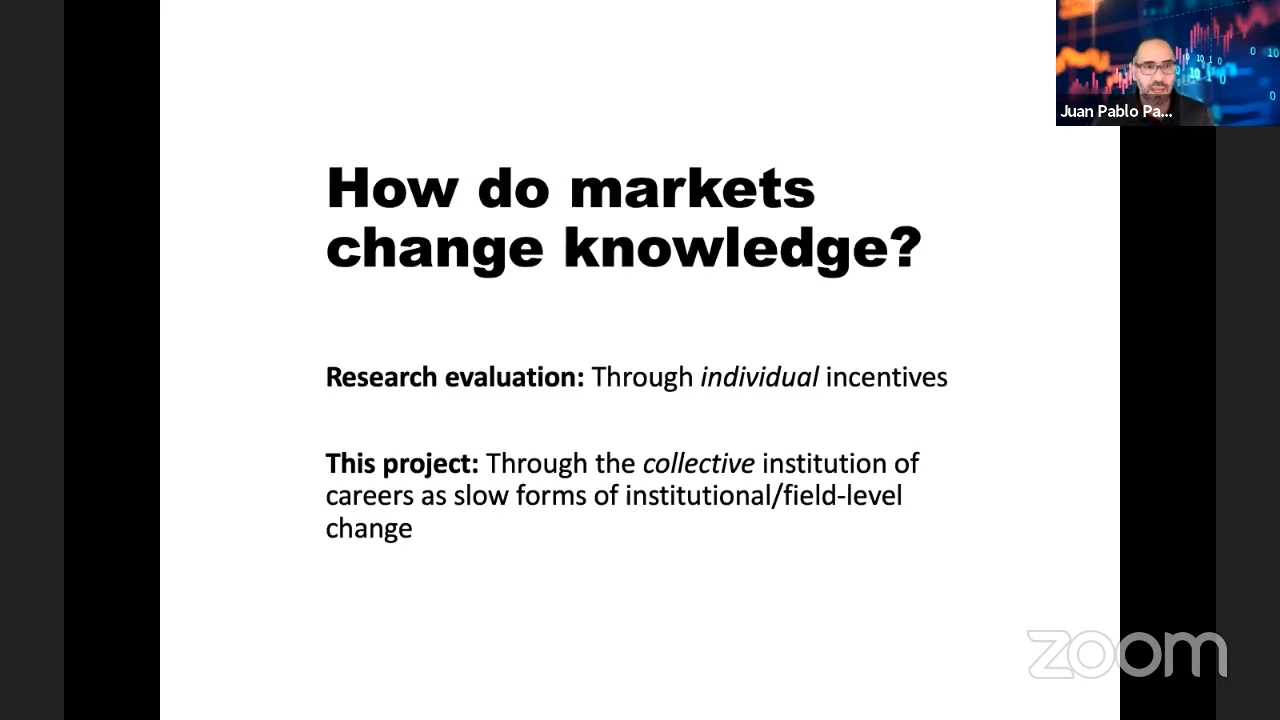 How do markets
change knowledge?
Research evaluation: Through individual incentives
This project: Through the collective institution of
careers as slow forms of institutional/field-level
change
Juan Pablo Pa...
zoom